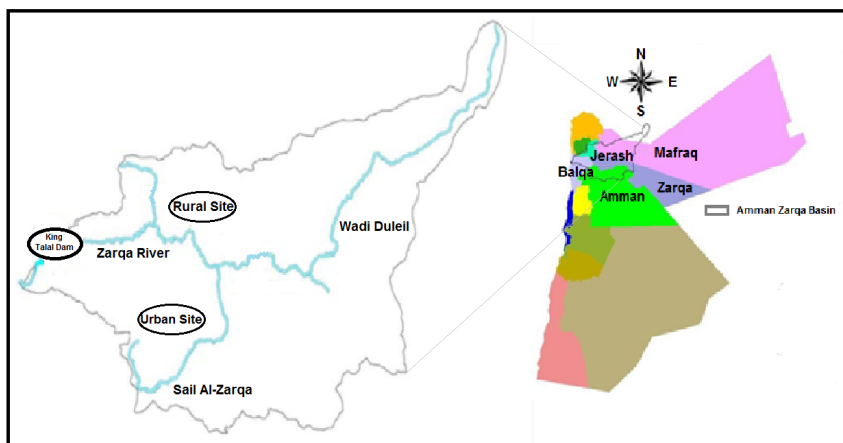 Rural Site
King
Talal Dam
Zarqa River
Wadi Duleil
Urban Site
Sail Al-Zarqa
N
W
E
S
Jerash
Mafraq
Balqa
Zarqa
Amman
Amman Zarqa Basin